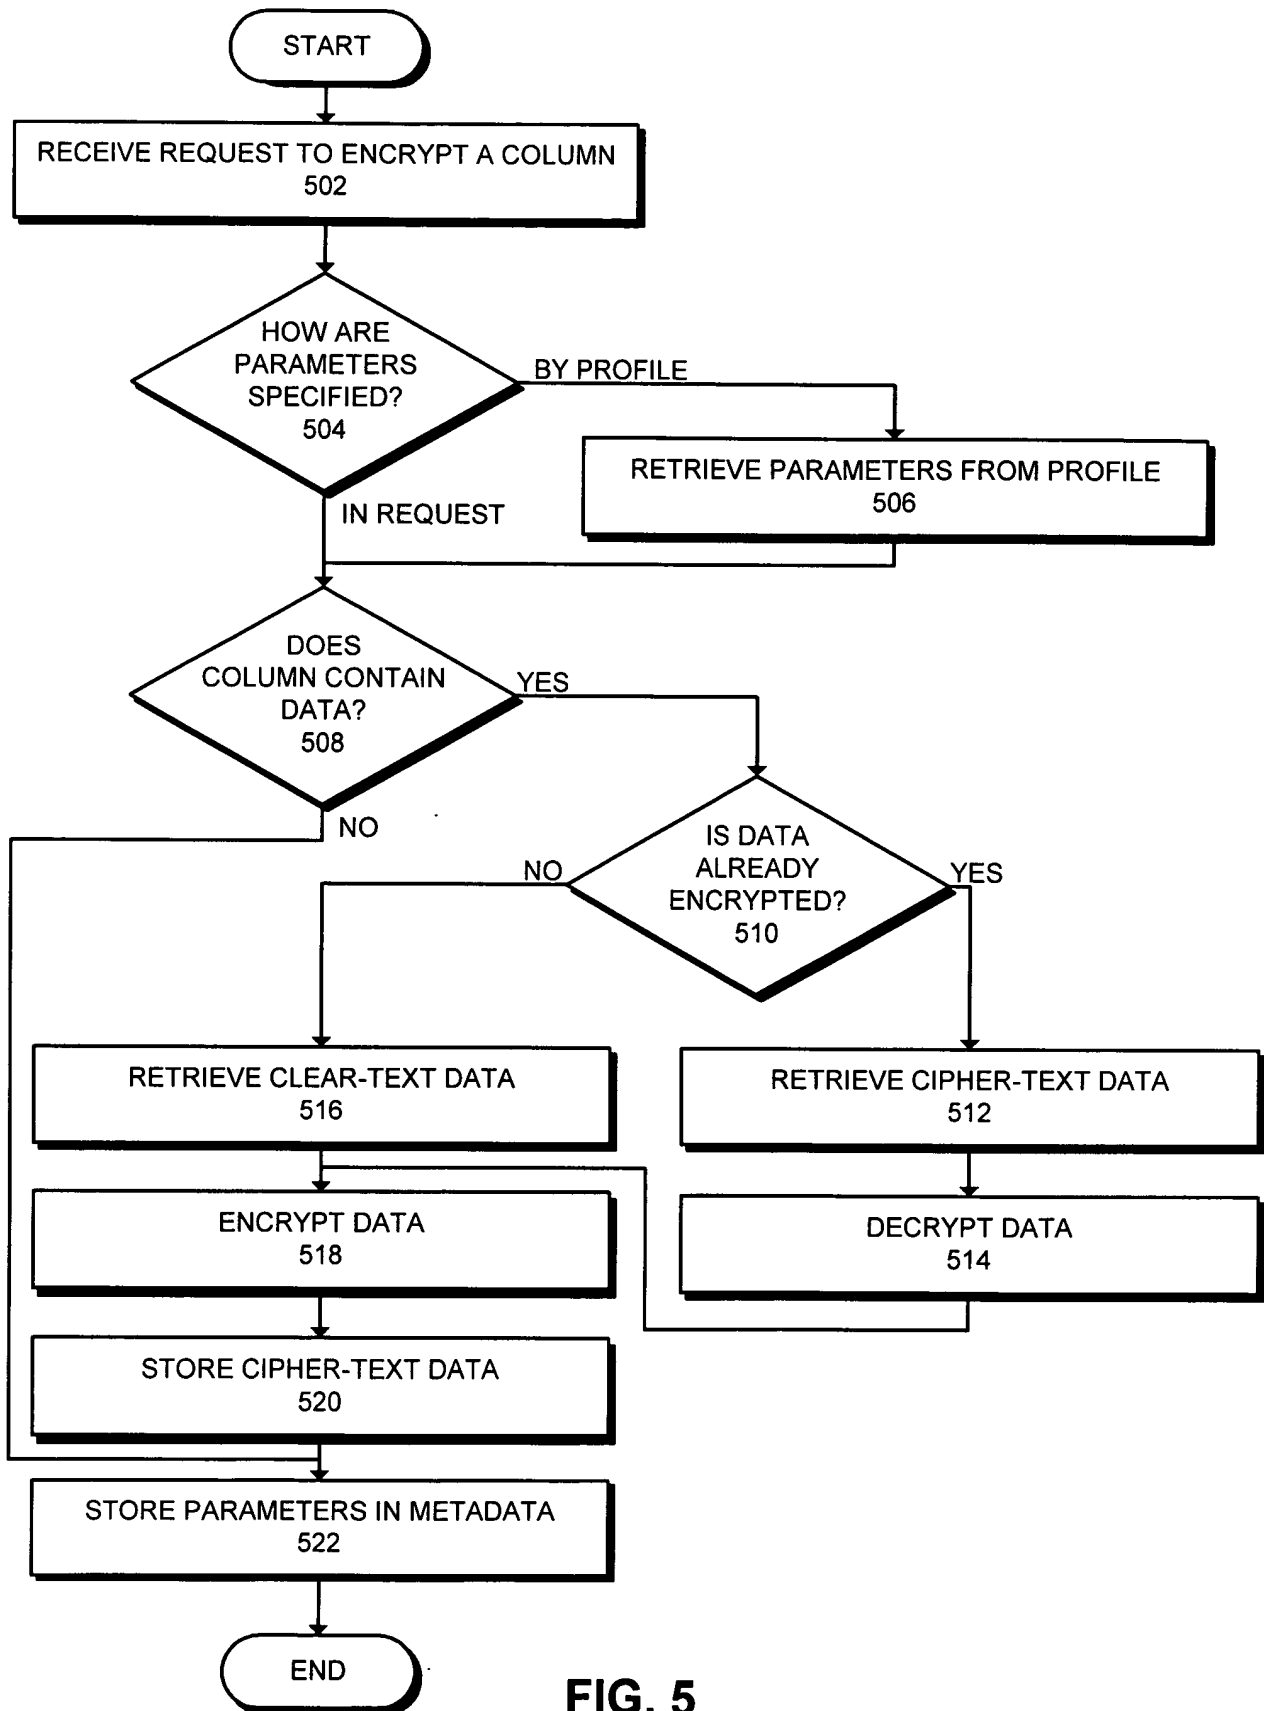 START
RECEIVE REQUEST TO ENCRYPT A COLUMN
502
HOW ARE
PARAMETERS
SPECIFIED?
504
BY PROFILE
RETRIEVE PARAMETERS FROM PROFILE
506
IN REQUEST
DOES
COLUMN CONTAIN
DATA?
508
YES
NO
IS DATA
ALREADY
ENCRYPTED?
510
NO
YES
RETRIEVE CLEAR-TEXT DATA
516
RETRIEVE CIPHER-TEXT DATA
512
ENCRYPT DATA
518
DECRYPT DATA
514
STORE CIPHER-TEXT DATA
520
STORE PARAMETERS IN METADATA
522
END
FIG. 5